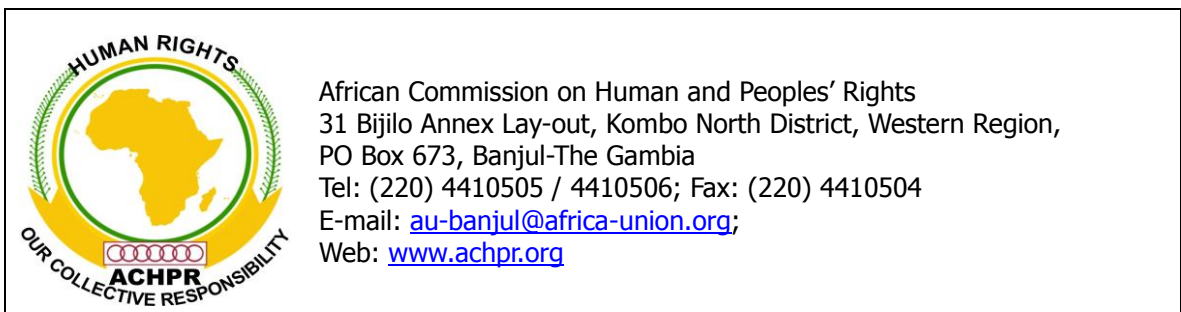 HUMAN RIGHTS
ACHPR
OUR COLLECTIVE RESPONSIBILITY
African Commission on Human and Peoples’ Rights
31 Bijilo Annex Lay-out, Kombo North District, Western Region,
PO Box 673, Banjul-The Gambia
Tel: (220) 4410505 / 4410506; Fax: (220) 4410504
E-mail: au-banjul@africa-union.org;
Web: www.achpr.org